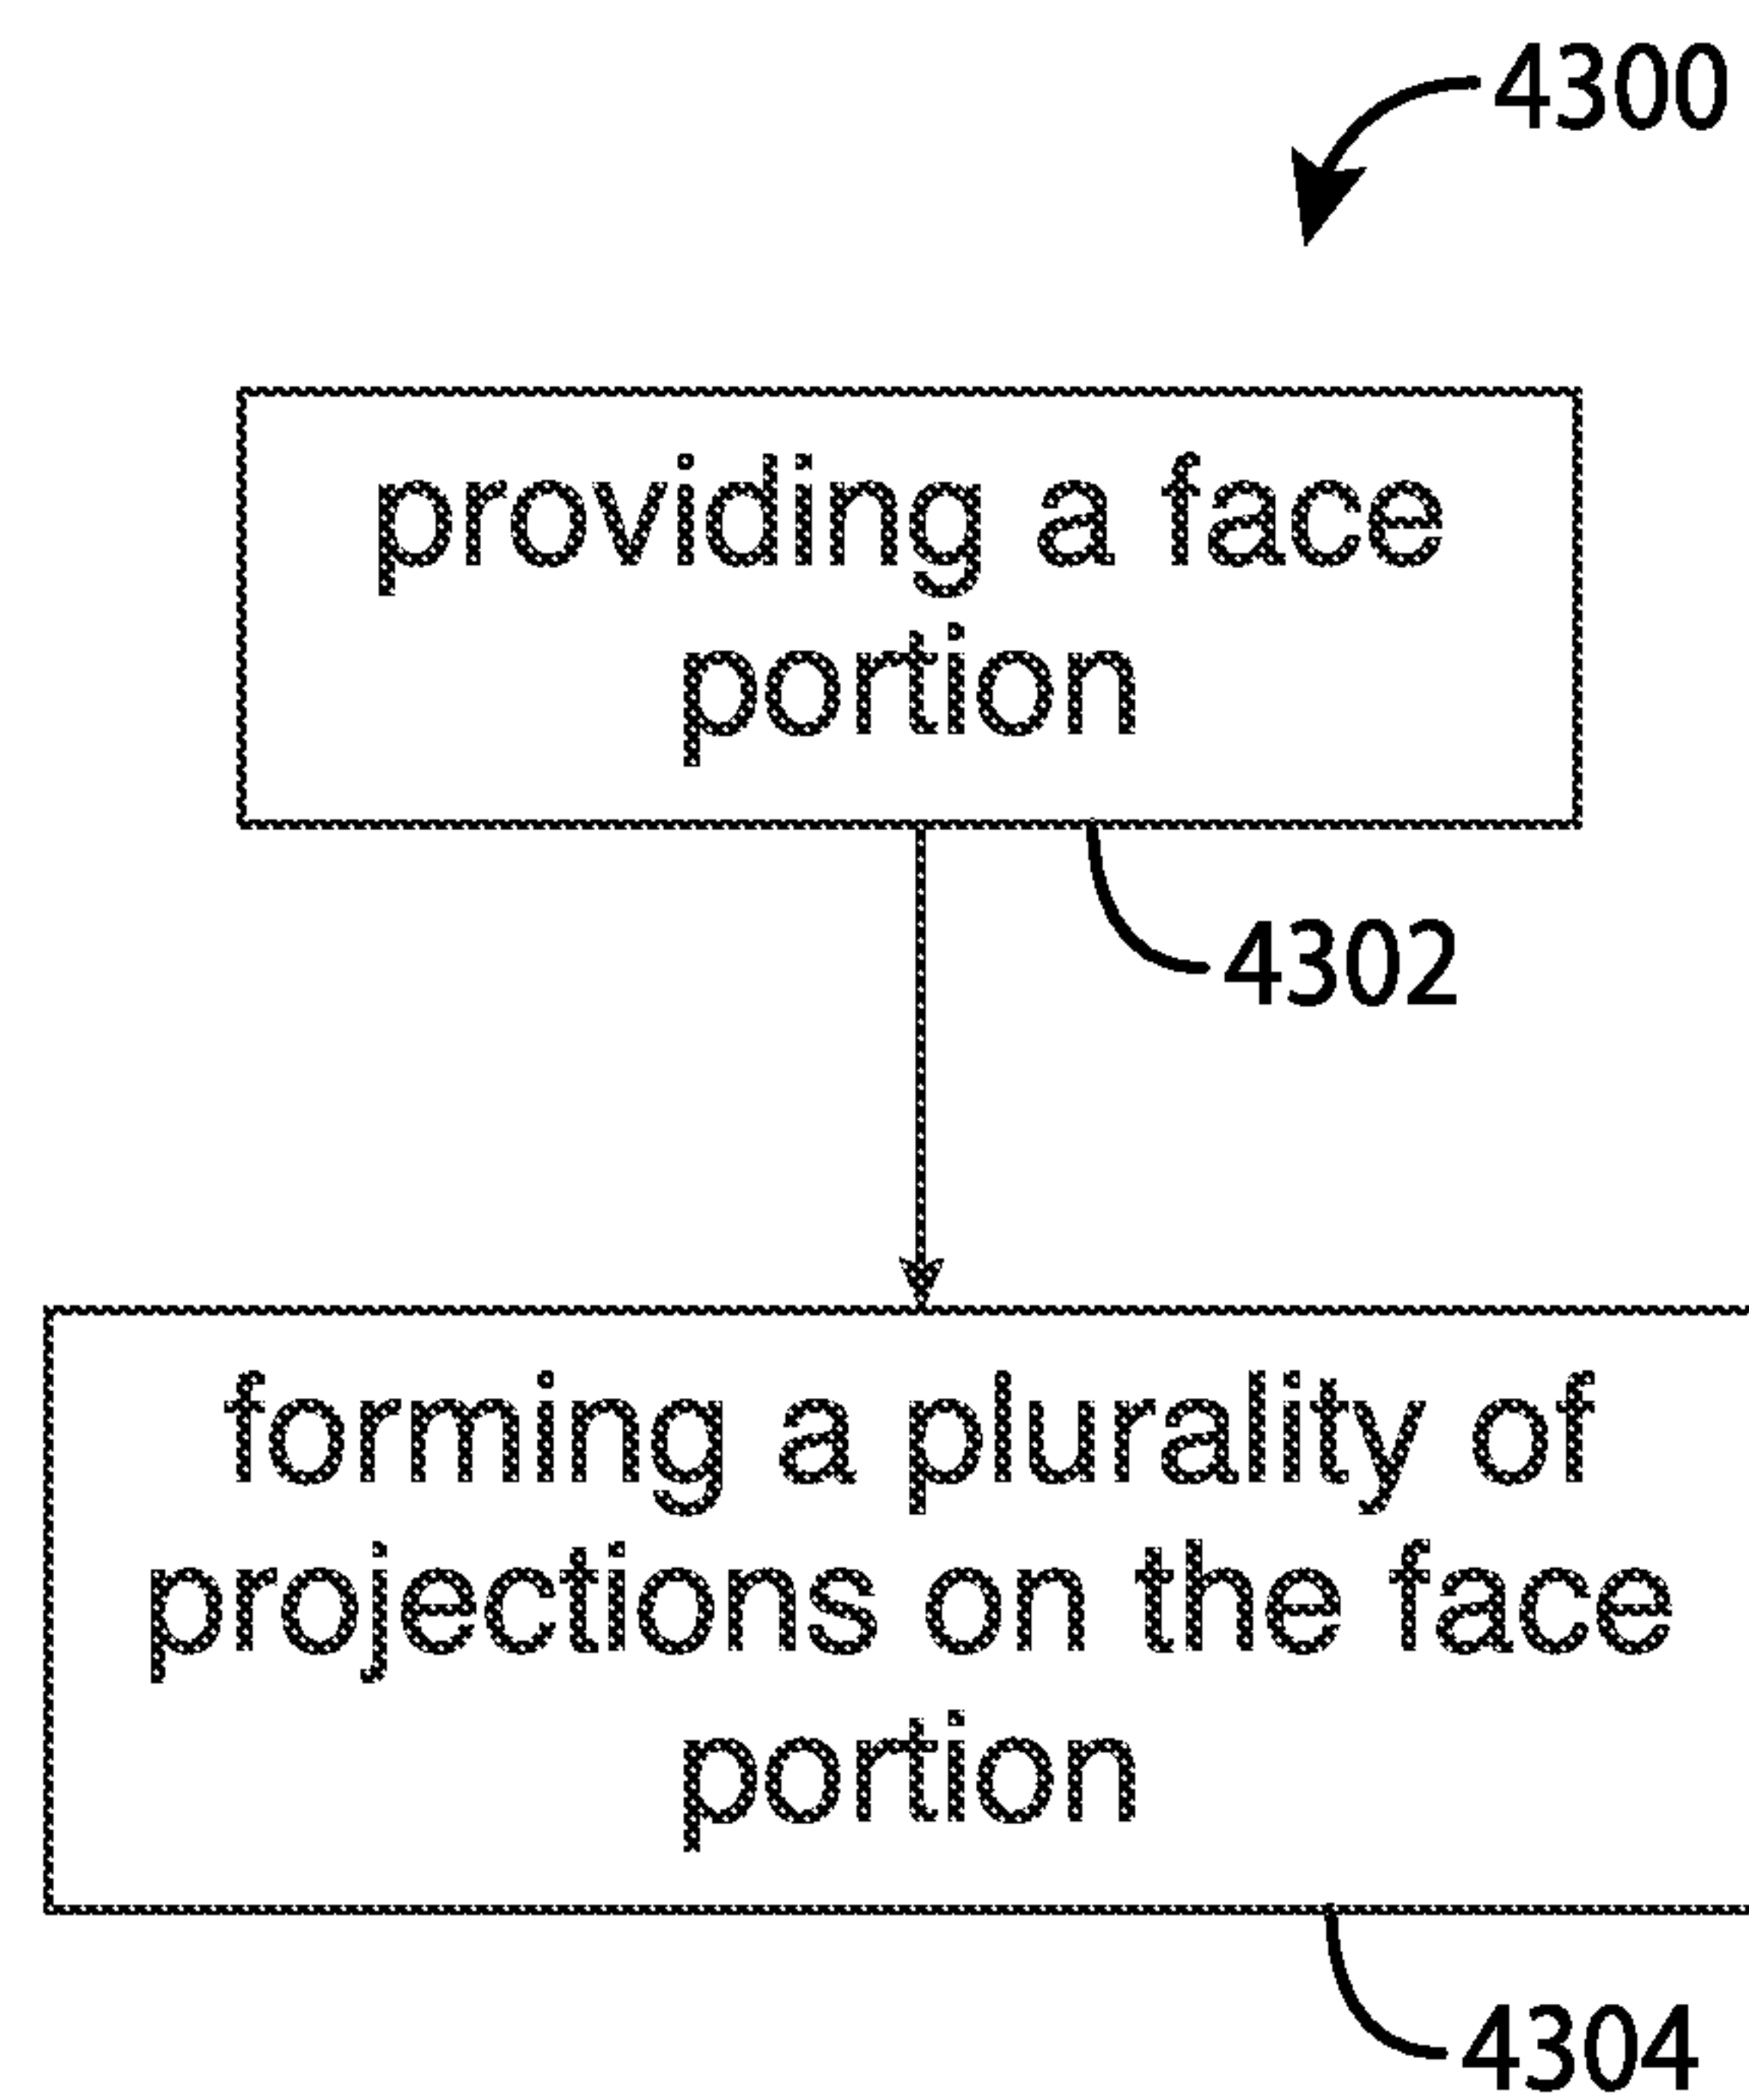 4300
providing a face
portion
4302
forming a plurality of
projections on the face
portion
4304